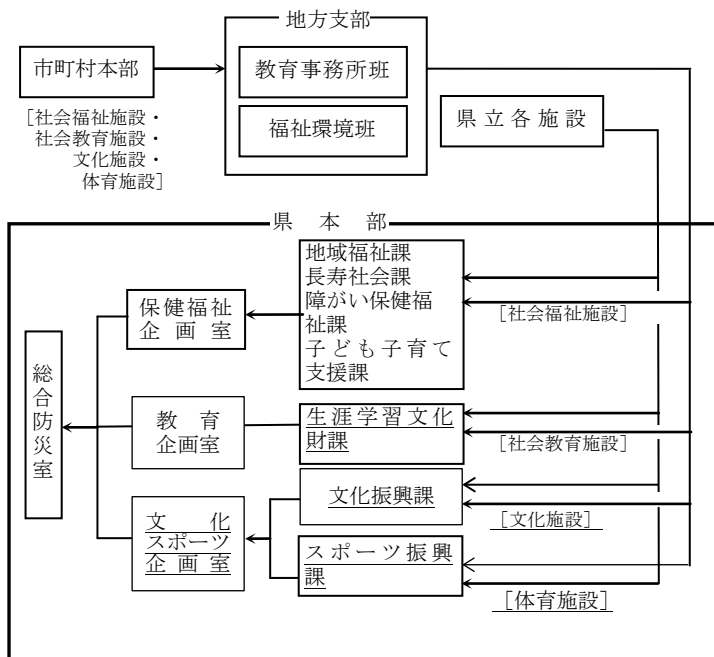 地方支部
市町村本部
教育事務所班
福祉環境班
県立各施設
［社会福祉施設・
社会教育施設・
文化施設・
体育施設］
県 本 部
地域福祉課
長寿社会課
障がい保健福
祉課
子ども子育て
支援課
保健福祉
企画室
［社会福祉施設］
総合防災室
教育
企画室
生涯学習文化
財課
［社会教育施設］
文化振興課
［文化施設］
文化
スポーツ
企画室
スポーツ振興
課
［体育施設］